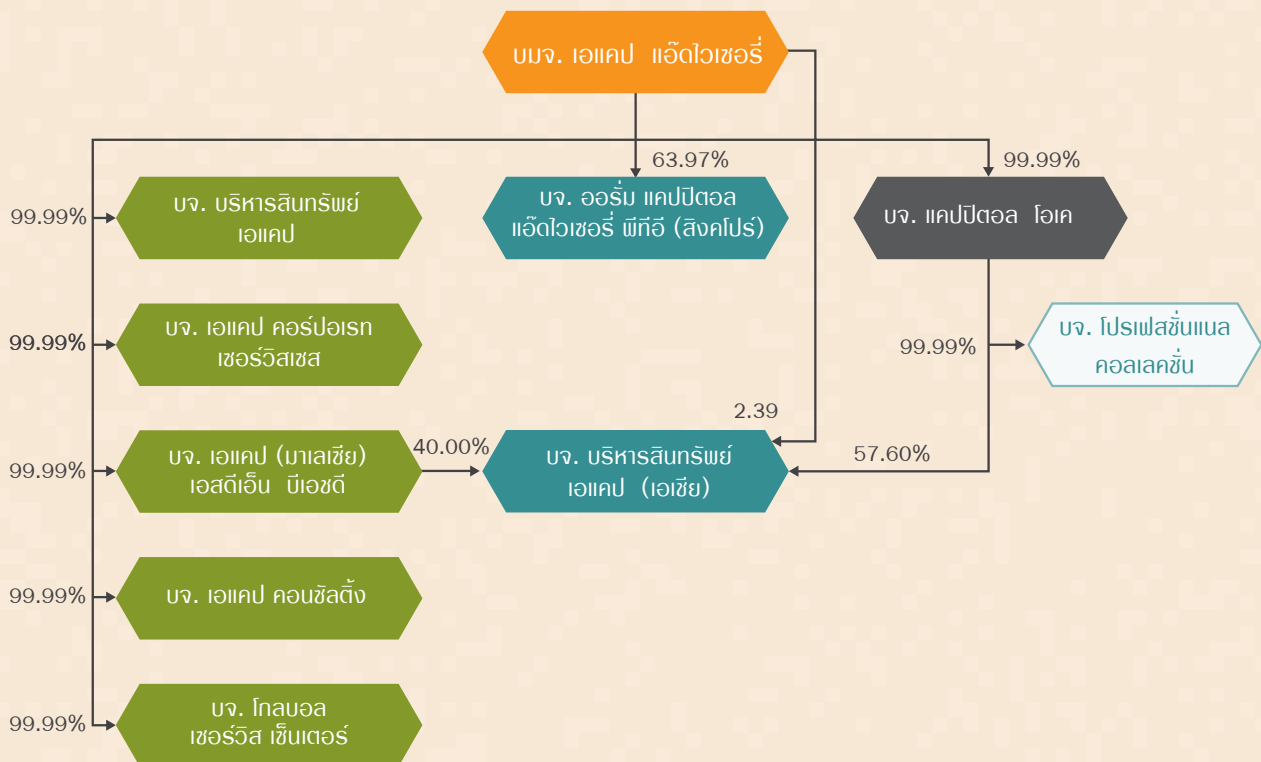 บมจ. เอแคป แอ๊ดไวเซอรี่
63.97%
99.99%
99.99%
บจ. บริหารสินทรัพย์
เอแคป
บจ. ออรั่ม แคปปิตอล
แอ๊ดไวเซอรี่ พีทีอี (สิงคโปร์)
บจ. แคปปิตอล โอเค
99.99%
บจ. เอแคป คอร์ปอเรท
เซอร์วิสเซส
99.99%
บจ. โปรเฟสชั่นแนล
คอลเลคชั่น
2.39
99.99%
บจ. เอแคป (มาเลเซีย)
เอสดีเอ็น บีเอชดี
40.00%
บจ. บริหารสินทรัพย์
เอแคป (เอเชีย)
57.60%
99.99%
บจ. เอแคป คอนซัลติ้ง
99.99%
บจ. โกลบอล
เซอร์วิส เซ็นเตอร์